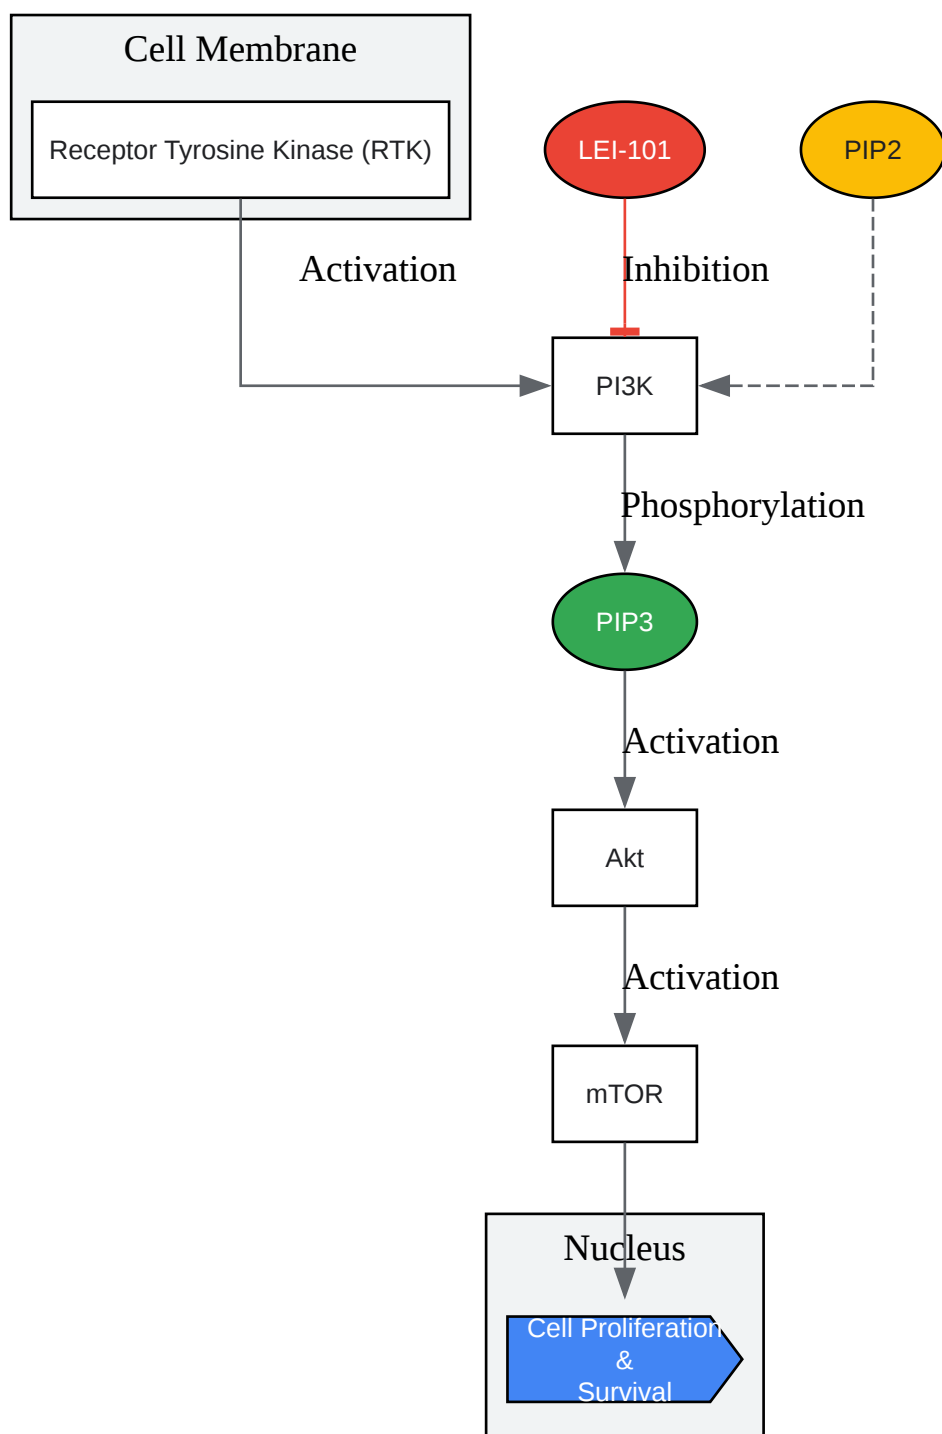 Cell Membrane
Receptor Tyrosine Kinase (RTK)
LEI-101
PIP2
Activation
Inhibition
PI3K
Phosphorylation
PIP3
Activation
Akt
Activation
mTOR
Nucleus
Cell Proliferation
&
Survival